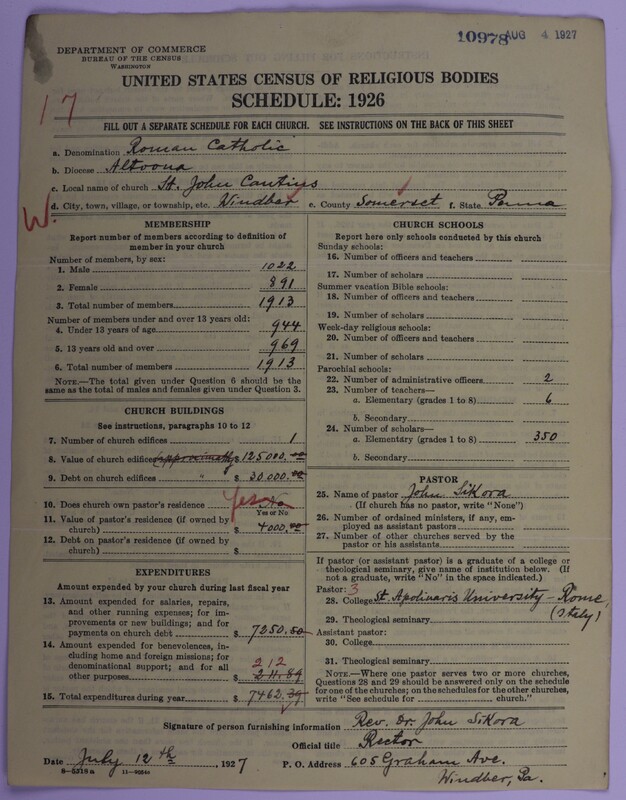 10978 AUG 4 1927
DEPARTMENT OF COMMERCE
BUREAU OF THE CENSUS
WASHINGTON
UNITED STATES CENSUS OF RELIGIOUS BODIES
SCHEDULE: 1926
17
FILL OUT A SEPARATE SCHEDULE FOR EACH CHURCH. SEE INSTRUCTIONS ON THE BACK OF THIS SHEET
a. Denomination Roman Catholic
b. Diocese Altoona
c. Local name of church St. John Cantius
W. d. City, town, village, or township, etc. Windber e. County Somerset f. State Penna
MEMBERSHIP
Report number of members according to definition of
member in your church
Number of members, by sex:
1. Male 1022
2. Female 891
3. Total number of members 1913
Number of members under and over 13 years old:
4. Under 13 years of age 944
5. 13 years old and over 969
6. Total number of members 1913
NOTE.—The total given under Question 6 should be the
same as the total of males and females given under Question 3.
CHURCH BUILDINGS
See instructions, paragraphs 10 to 12
7. Number of church edifices 1
8. Value of church edifices (approximately $ 125000.00
9. Debt on church edifices " $ 30.000.00
10. Does church own pastor's residence Yes No
Yes or No
11. Value of pastor's residence (if owned by
church) $ 4000.00
12. Debt on pastor's residence (if owned by
church) $
EXPENDITURES
Amount expended by your church during last fiscal year
13. Amount expended for salaries, repairs,
and other running expenses; for im-
provements or new buildings; and for
payments on church debt $ 7250.50
14. Amount expended for benevolences, in-
cluding home and foreign missions; for
denominational support; and for all
212
other purposes $ 211.89
15. Total expenditures during year $ 7462.39
CHURCH SCHOOLS
Report here only schools conducted by this church
Sunday schools:
16. Number of officers and teachers
17. Number of scholars
Summer vacation Bible schools:
18. Number of officers and teachers
19. Number of scholars
Week-day religious schools:
20. Number of officers and teachers
21. Number of scholars
Parochial schools:
22. Number of administrative officers 2
23. Number of teachers—
a. Elementary (grades 1 to 8) 6
b. Secondary
24. Number of scholars—
a. Elementary (grades 1 to 8) 350
b. Secondary
PASTOR
25. Name of pastor John Sikora
(If church has no pastor, write "None")
26. Number of ordained ministers, if any, em-
ployed as assistant pastors
27. Number of other churches served by the
pastor or his assistants
If pastor (or assistant pastor) is a graduate of a college or
theological seminary, give name of institution below. (If
not a graduate, write "No" in the space indicated.)
Pastor: 3
28. College St. Apolinaris University – Rome,
(Italy)
29. Theological seminary
Assistant pastor:
30. College
31. Theological seminary
NOTE.—Where one pastor serves two or more churches,
Questions 28 and 29 should be answered only on the schedule
for one of the churches; on the schedules for the other churches,
write "See schedule for church."
Signature of person furnishing information Rev. Dr. John Sikora
Official title Rector
Date July 12th, 1927 P. O. Address 605 Graham Ave.
8—5319a 11—9054a Windber, Pa.